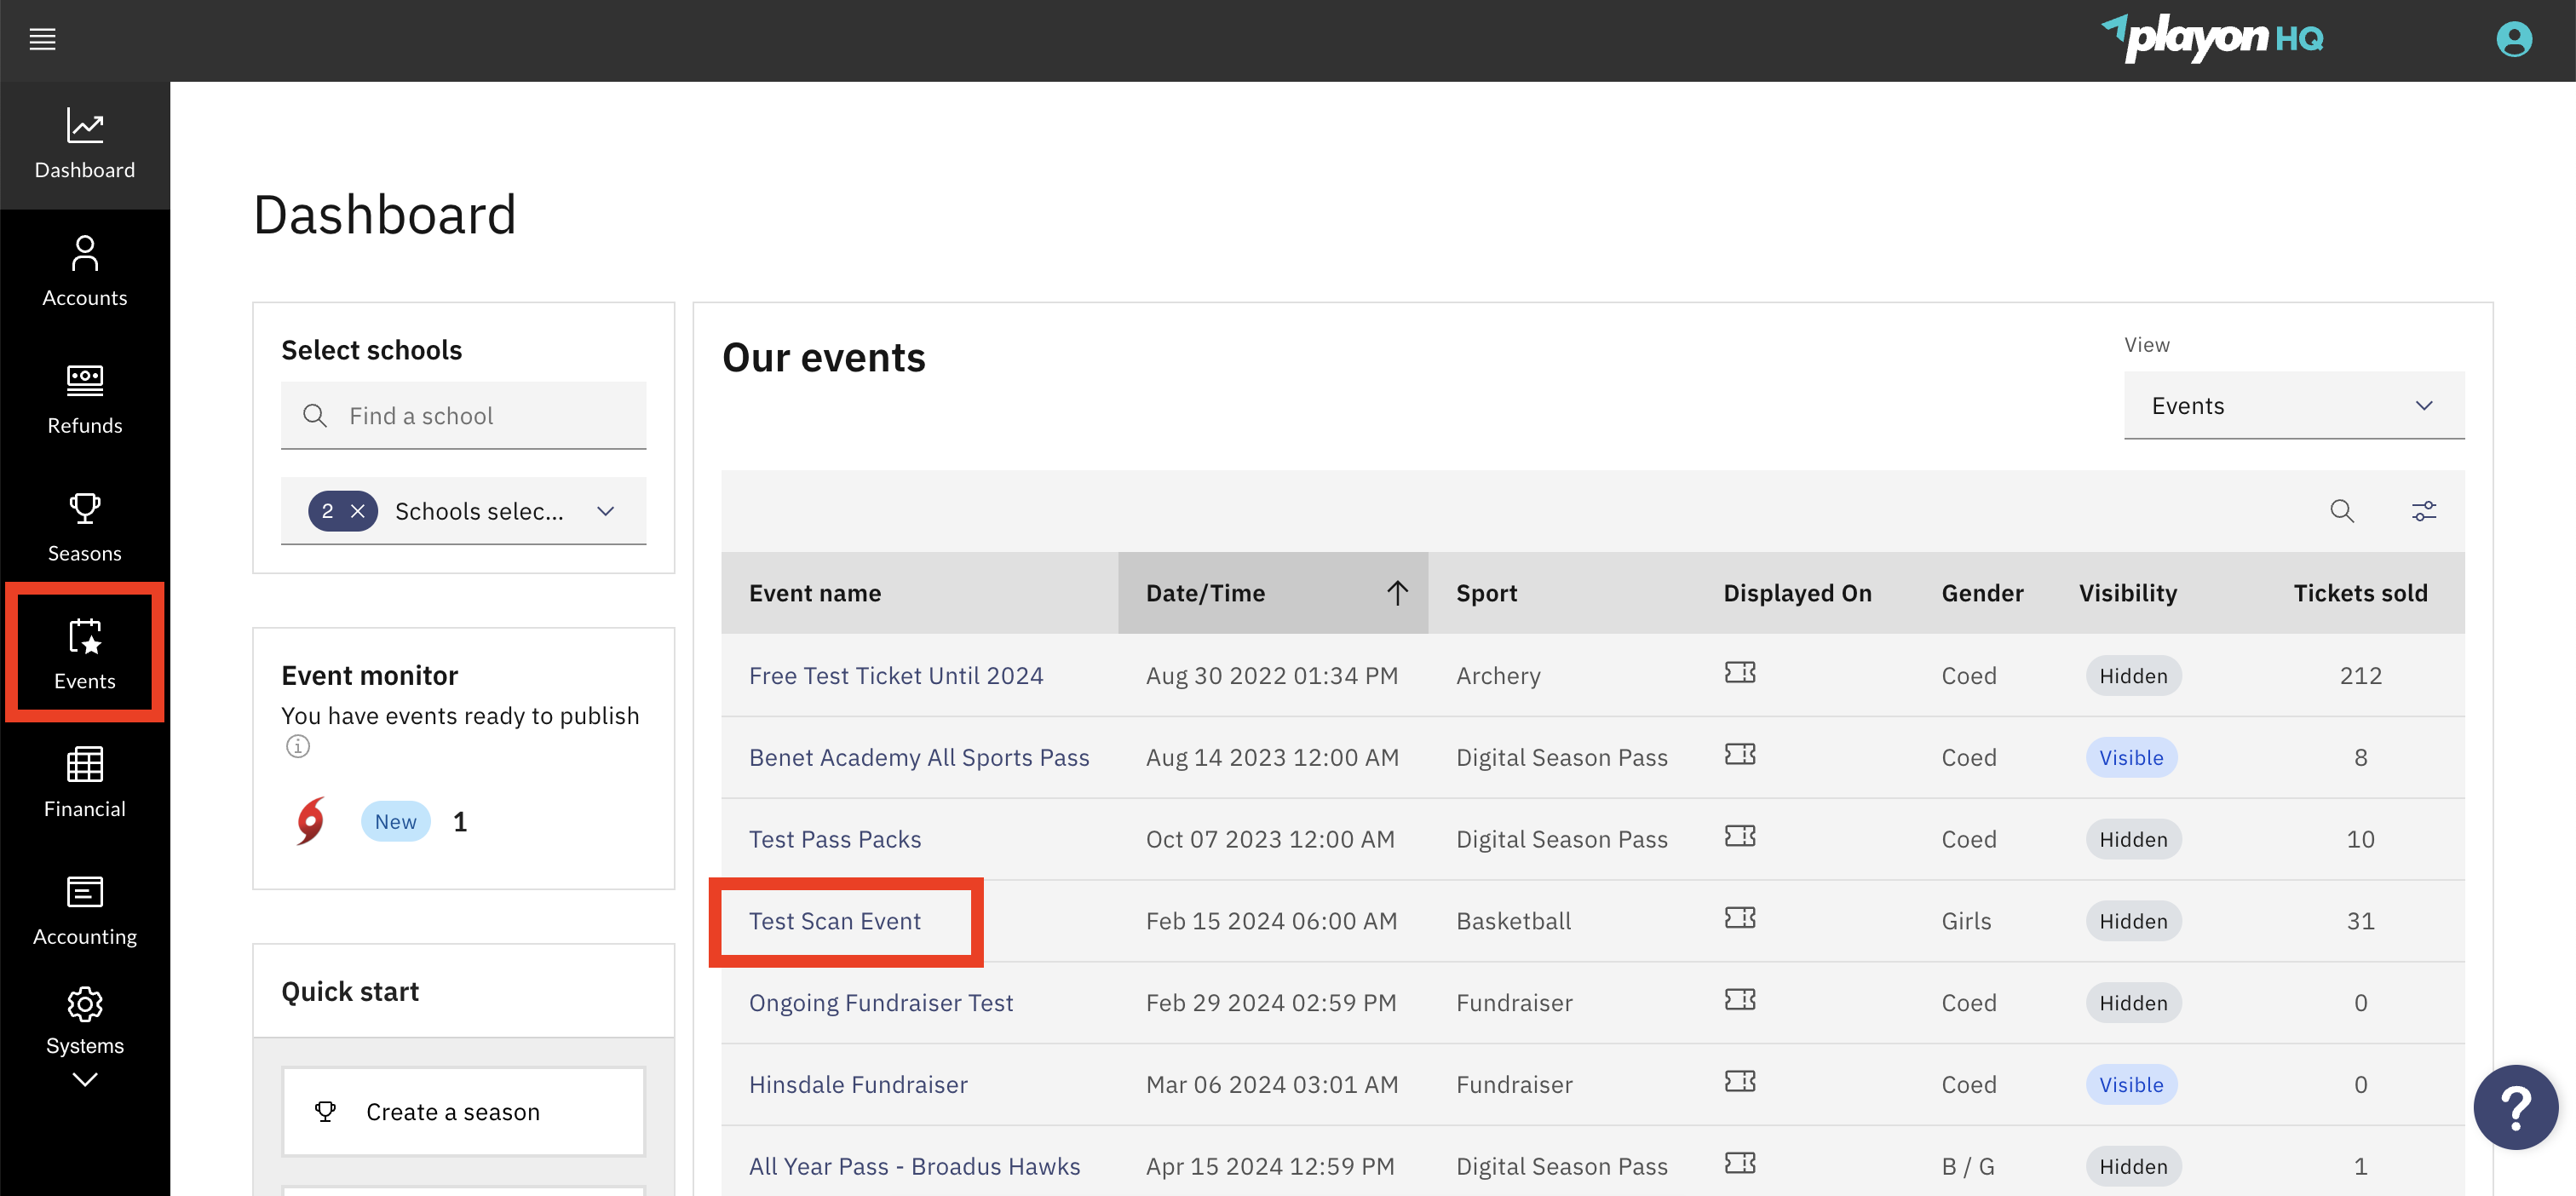 playon HQ
Dashboard
Accounts
Refunds
Seasons
Events
Financial
Accounting
Systems
Dashboard
Select schools
Find a school
2 Schools selec...
Event monitor
You have events ready to publish
New 1
Quick start
Create a season
Our events
View
Events
Event name Date/Time Sport Displayed On Gender Visibility Tickets sold
Free Test Ticket Until 2024 Aug 30 2022 01:34 PM Archery Coed Hidden 212
Benet Academy All Sports Pass Aug 14 2023 12:00 AM Digital Season Pass Coed Visible 8
Test Pass Packs Oct 07 2023 12:00 AM Digital Season Pass Coed Hidden 10
Test Scan Event Feb 15 2024 06:00 AM Basketball Girls Hidden 31
Ongoing Fundraiser Test Feb 29 2024 02:59 PM Fundraiser Coed Hidden 0
Hinsdale Fundraiser Mar 06 2024 03:01 AM Fundraiser Coed Visible 0
All Year Pass - Broadus Hawks Apr 15 2024 12:59 PM Digital Season Pass B / G Hidden 1
?